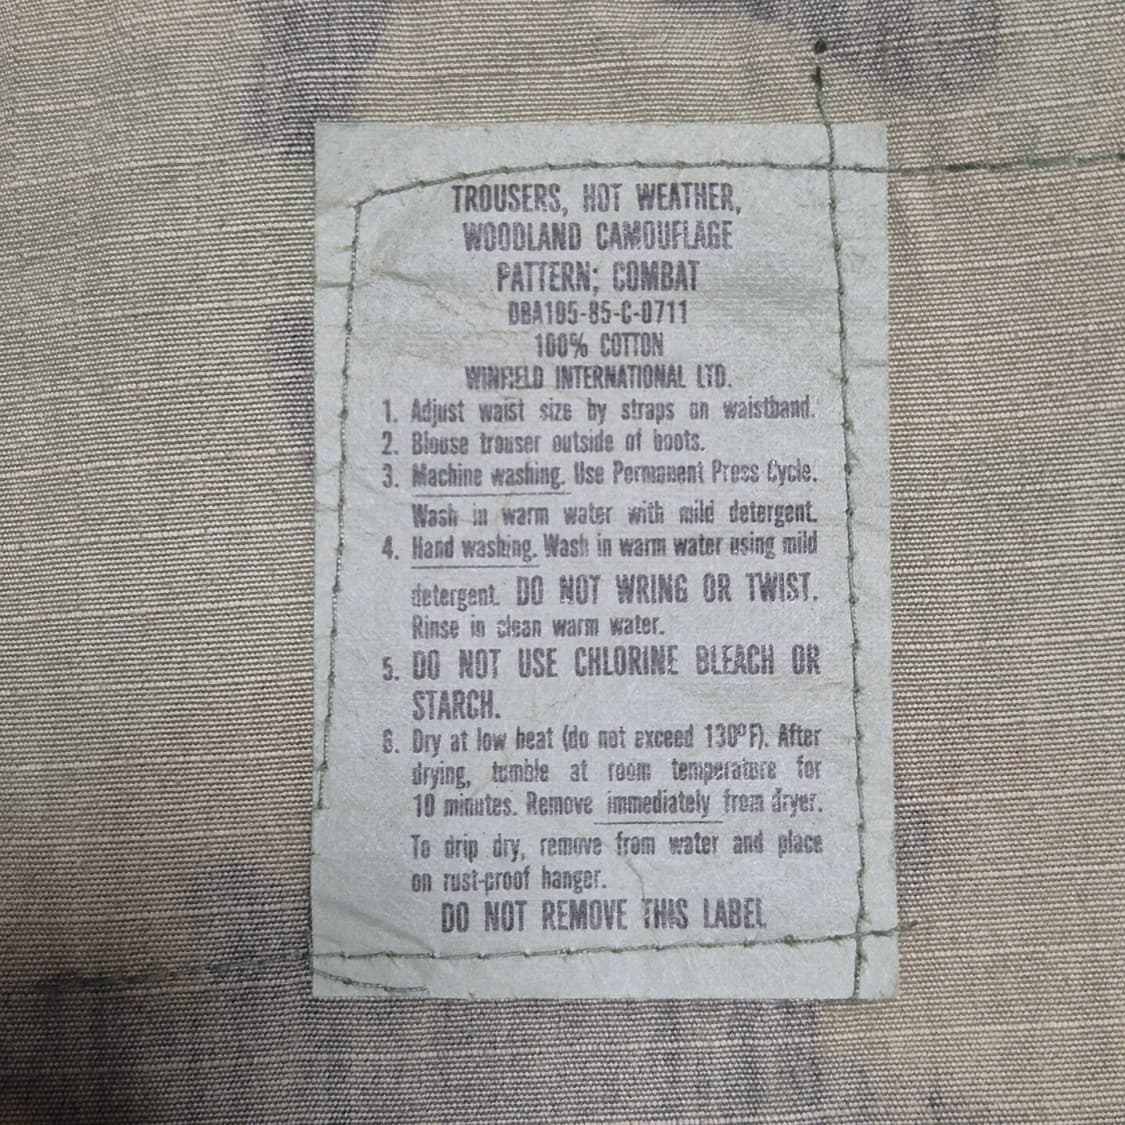 TROUSERS, HOT WEATHER,
WOODLAND CAMOUFLAGE
PATTERN; COMBAT
DBA105-85-C-0711
100% COTTON
WINFIELD INTERNATIONAL LTD.
1. Adjust waist size by straps on waistband.
2. Blouse trouser outside of boots.
3. Machine washing. Use Permanent Press Cycle.
Wash in warm water with mild detergent.
4. Hand washing. Wash in warm water using mild
detergent. DO NOT WRING OR TWIST.
Rinse in clean warm water.
5. DO NOT USE CHLORINE BLEACH OR
STARCH.
6. Dry at low heat (do not exceed 130°F). After
drying, tumble at room temperature for
10 minutes. Remove immediately from dryer.
To drip dry, remove from water and place
on rust-proof hanger.
DO NOT REMOVE THIS LABEL